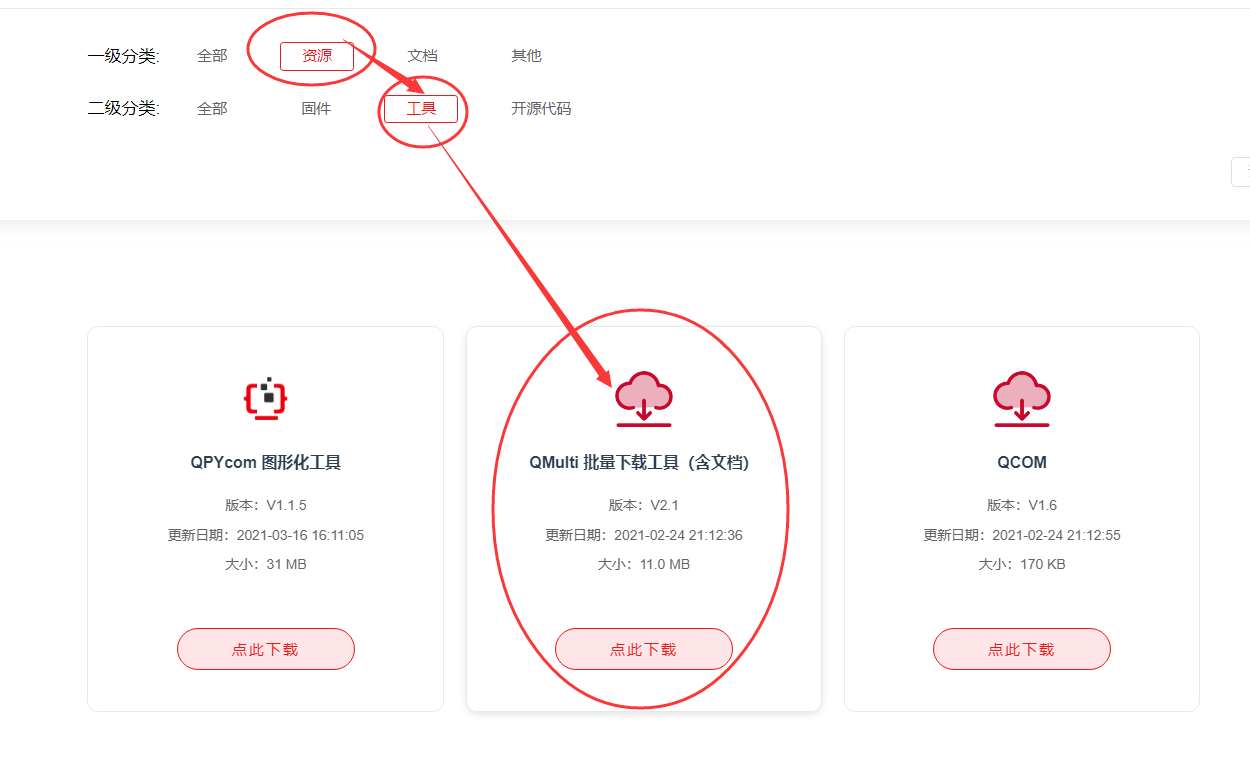 一级分类: 全部 资源 文档 其他
二级分类: 全部 固件 工具 开源代码
QPYcom 图形化工具
版本：V1.1.5
更新日期：2021-03-16 16:11:05
大小：31 MB
点此下载
QMulti 批量下载工具（含文档）
版本：V2.1
更新日期：2021-02-24 21:12:36
大小：11.0 MB
点此下载
QCOM
版本：V1.6
更新日期：2021-02-24 21:12:55
大小：170 KB
点此下载